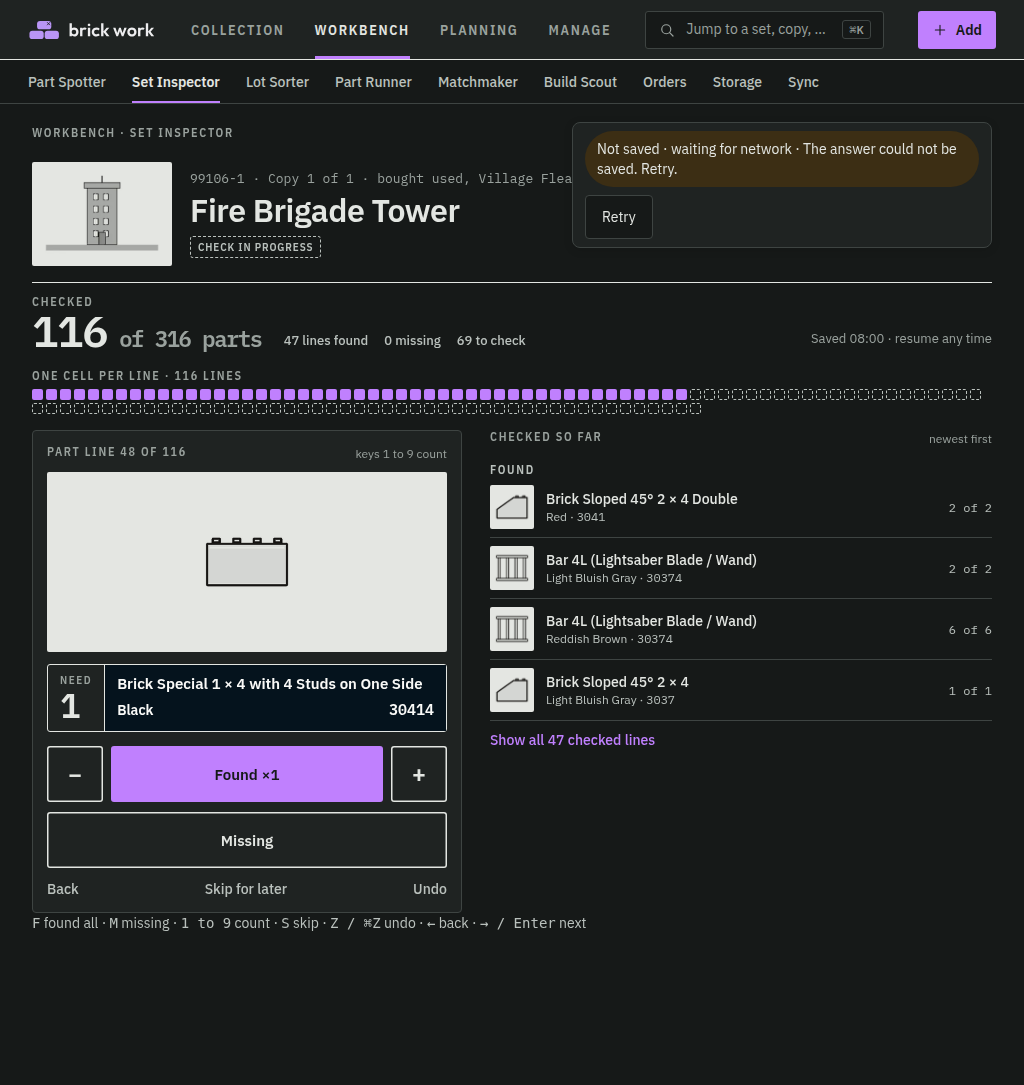 brick work
COLLECTION
WORKBENCH
PLANNING
MANAGE
Jump to a set, copy, ...
⌘K
+ Add
Part Spotter
Set Inspector
Lot Sorter
Part Runner
Matchmaker
Build Scout
Orders
Storage
Sync
WORKBENCH · SET INSPECTOR
Not saved · waiting for network · The answer could not be
saved. Retry.
Retry
99106-1 · Copy 1 of 1 · bought used, Village Flea
Fire Brigade Tower
CHECK IN PROGRESS
CHECKED
116 of 316 parts
47 lines found
0 missing
69 to check
Saved 08:00 · resume any time
ONE CELL PER LINE · 116 LINES
PART LINE 48 OF 116
keys 1 to 9 count
NEED
1
Brick Special 1 × 4 with 4 Studs on One Side
Black
30414
−
Found ×1
+
Missing
Back
Skip for later
Undo
CHECKED SO FAR
newest first
FOUND
Brick Sloped 45° 2 × 4 Double
Red · 3041
2 of 2
Bar 4L (Lightsaber Blade / Wand)
Light Bluish Gray · 30374
2 of 2
Bar 4L (Lightsaber Blade / Wand)
Reddish Brown · 30374
6 of 6
Brick Sloped 45° 2 × 4
Light Bluish Gray · 3037
1 of 1
Show all 47 checked lines
F found all · M missing · 1 to 9 count · S skip · Z / ⌘Z undo · ← back · → / Enter next